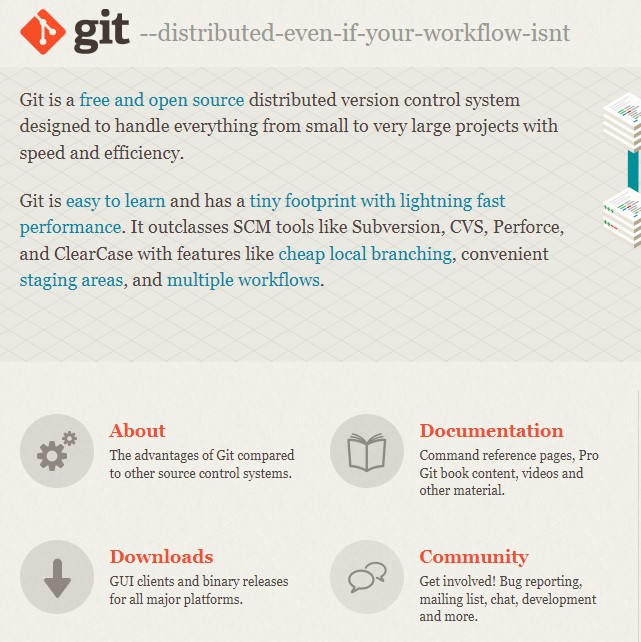 git --distributed-even-if-your-workflow-isnt
Git is a free and open source distributed version control system
designed to handle everything from small to very large projects with
speed and efficiency.
Git is easy to learn and has a tiny footprint with lightning fast
performance. It outclasses SCM tools like Subversion, CVS, Perforce,
and ClearCase with features like cheap local branching, convenient
staging areas, and multiple workflows.
About
The advantages of Git compared
to other source control systems.
Documentation
Command reference pages, Pro
Git book content, videos and
other material.
Downloads
GUI clients and binary releases
for all major platforms.
Community
Get involved! Bug reporting,
mailing list, chat, development
and more.